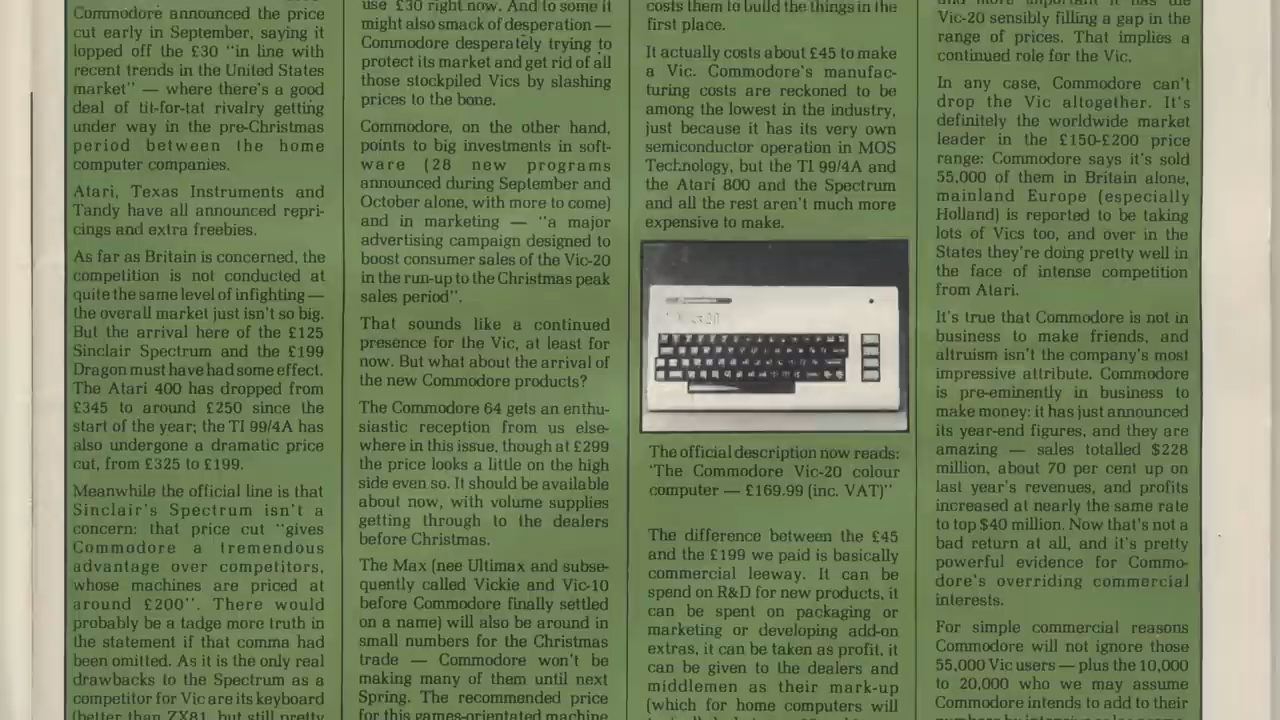 Commodore announced the price
cut early in September, saying it
lopped off the £30 "in line with
recent trends in the United States
market" — where there's a good
deal of tit-for-tat rivalry getting
under way in the pre-Christmas
period between the home
computer companies.
Atari, Texas Instruments and
Tandy have all announced repri-
cings and extra freebies.
As far as Britain is concerned, the
competition is not conducted at
quite the same level of infighting —
the overall market just isn't so big.
But the arrival here of the £125
Sinclair Spectrum and the £199
Dragon must have had some effect.
The Atari 400 has dropped from
£345 to around £250 since the
start of the year; the TI 99/4A has
also undergone a dramatic price
cut, from £325 to £199.
Meanwhile the official line is that
Sinclair's Spectrum isn't a
concern: that price cut "gives
Commodore a tremendous
advantage over competitors,
whose machines are priced at
around £200". There would
probably be a tadge more truth in
the statement if that comma had
been omitted. As it is the only real
drawbacks to the Spectrum as a
competitor for Vic are its keyboard
(better than ZX81, but still pretty
use £30 right now. And to some it
might also smack of desperation —
Commodore desperately trying to
protect its market and get rid of all
those stockpiled Vics by slashing
prices to the bone.
Commodore, on the other hand,
points to big investments in soft-
ware (28 new programs
announced during September and
October alone, with more to come)
and in marketing — "a major
advertising campaign designed to
boost consumer sales of the Vic-20
in the run-up to the Christmas peak
sales period".
That sounds like a continued
presence for the Vic, at least for
now. But what about the arrival of
the new Commodore products?
The Commodore 64 gets an enthu-
siastic reception from us else-
where in this issue, though at £299
the price looks a little on the high
side even so. It should be available
about now, with volume supplies
getting through to the dealers
before Christmas.
The Max (nee Ultimax and subse-
quently called Vickie and Vic-10
before Commodore finally settled
on a name) will also be around in
small numbers for the Christmas
trade — Commodore won't be
making many of them until next
Spring. The recommended price
for this games-orientated machine
costs them to build the things in the
first place.
It actually costs about £45 to make
a Vic. Commodore's manufac-
turing costs are reckoned to be
among the lowest in the industry,
just because it has its very own
semiconductor operation in MOS
Technology, but the TI 99/4A and
the Atari 800 and the Spectrum
and all the rest aren't much more
expensive to make.
The official description now reads:
'The Commodore Vic-20 colour
computer — £169.99 (inc. VAT)"
The difference between the £45
and the £199 we paid is basically
commercial leeway. It can be
spend on R&D for new products, it
can be spent on packaging or
marketing or developing add-on
extras, it can be taken as profit, it
can be given to the dealers and
middlemen as their mark-up
(which for home computers will
and more important it has the
Vic-20 sensibly filling a gap in the
range of prices. That implies a
continued role for the Vic.
In any case, Commodore can't
drop the Vic altogether. It's
definitely the worldwide market
leader in the £150-£200 price
range: Commodore says it's sold
55,000 of them in Britain alone,
mainland Europe (especially
Holland) is reported to be taking
lots of Vics too, and over in the
States they're doing pretty well in
the face of intense competition
from Atari.
It's true that Commodore is not in
business to make friends, and
altruism isn't the company's most
impressive attribute. Commodore
is pre-eminently in business to
make money: it has just announced
its year-end figures, and they are
amazing — sales totalled $228
million, about 70 per cent up on
last year's revenues, and profits
increased at nearly the same rate
to top $40 million. Now that's not a
bad return at all, and it's pretty
powerful evidence for Commo-
dore's overriding commercial
interests.
For simple commercial reasons
Commodore will not ignore those
55,000 Vic users — plus the 10,000
to 20,000 who we may assume
Commodore intends to add to their